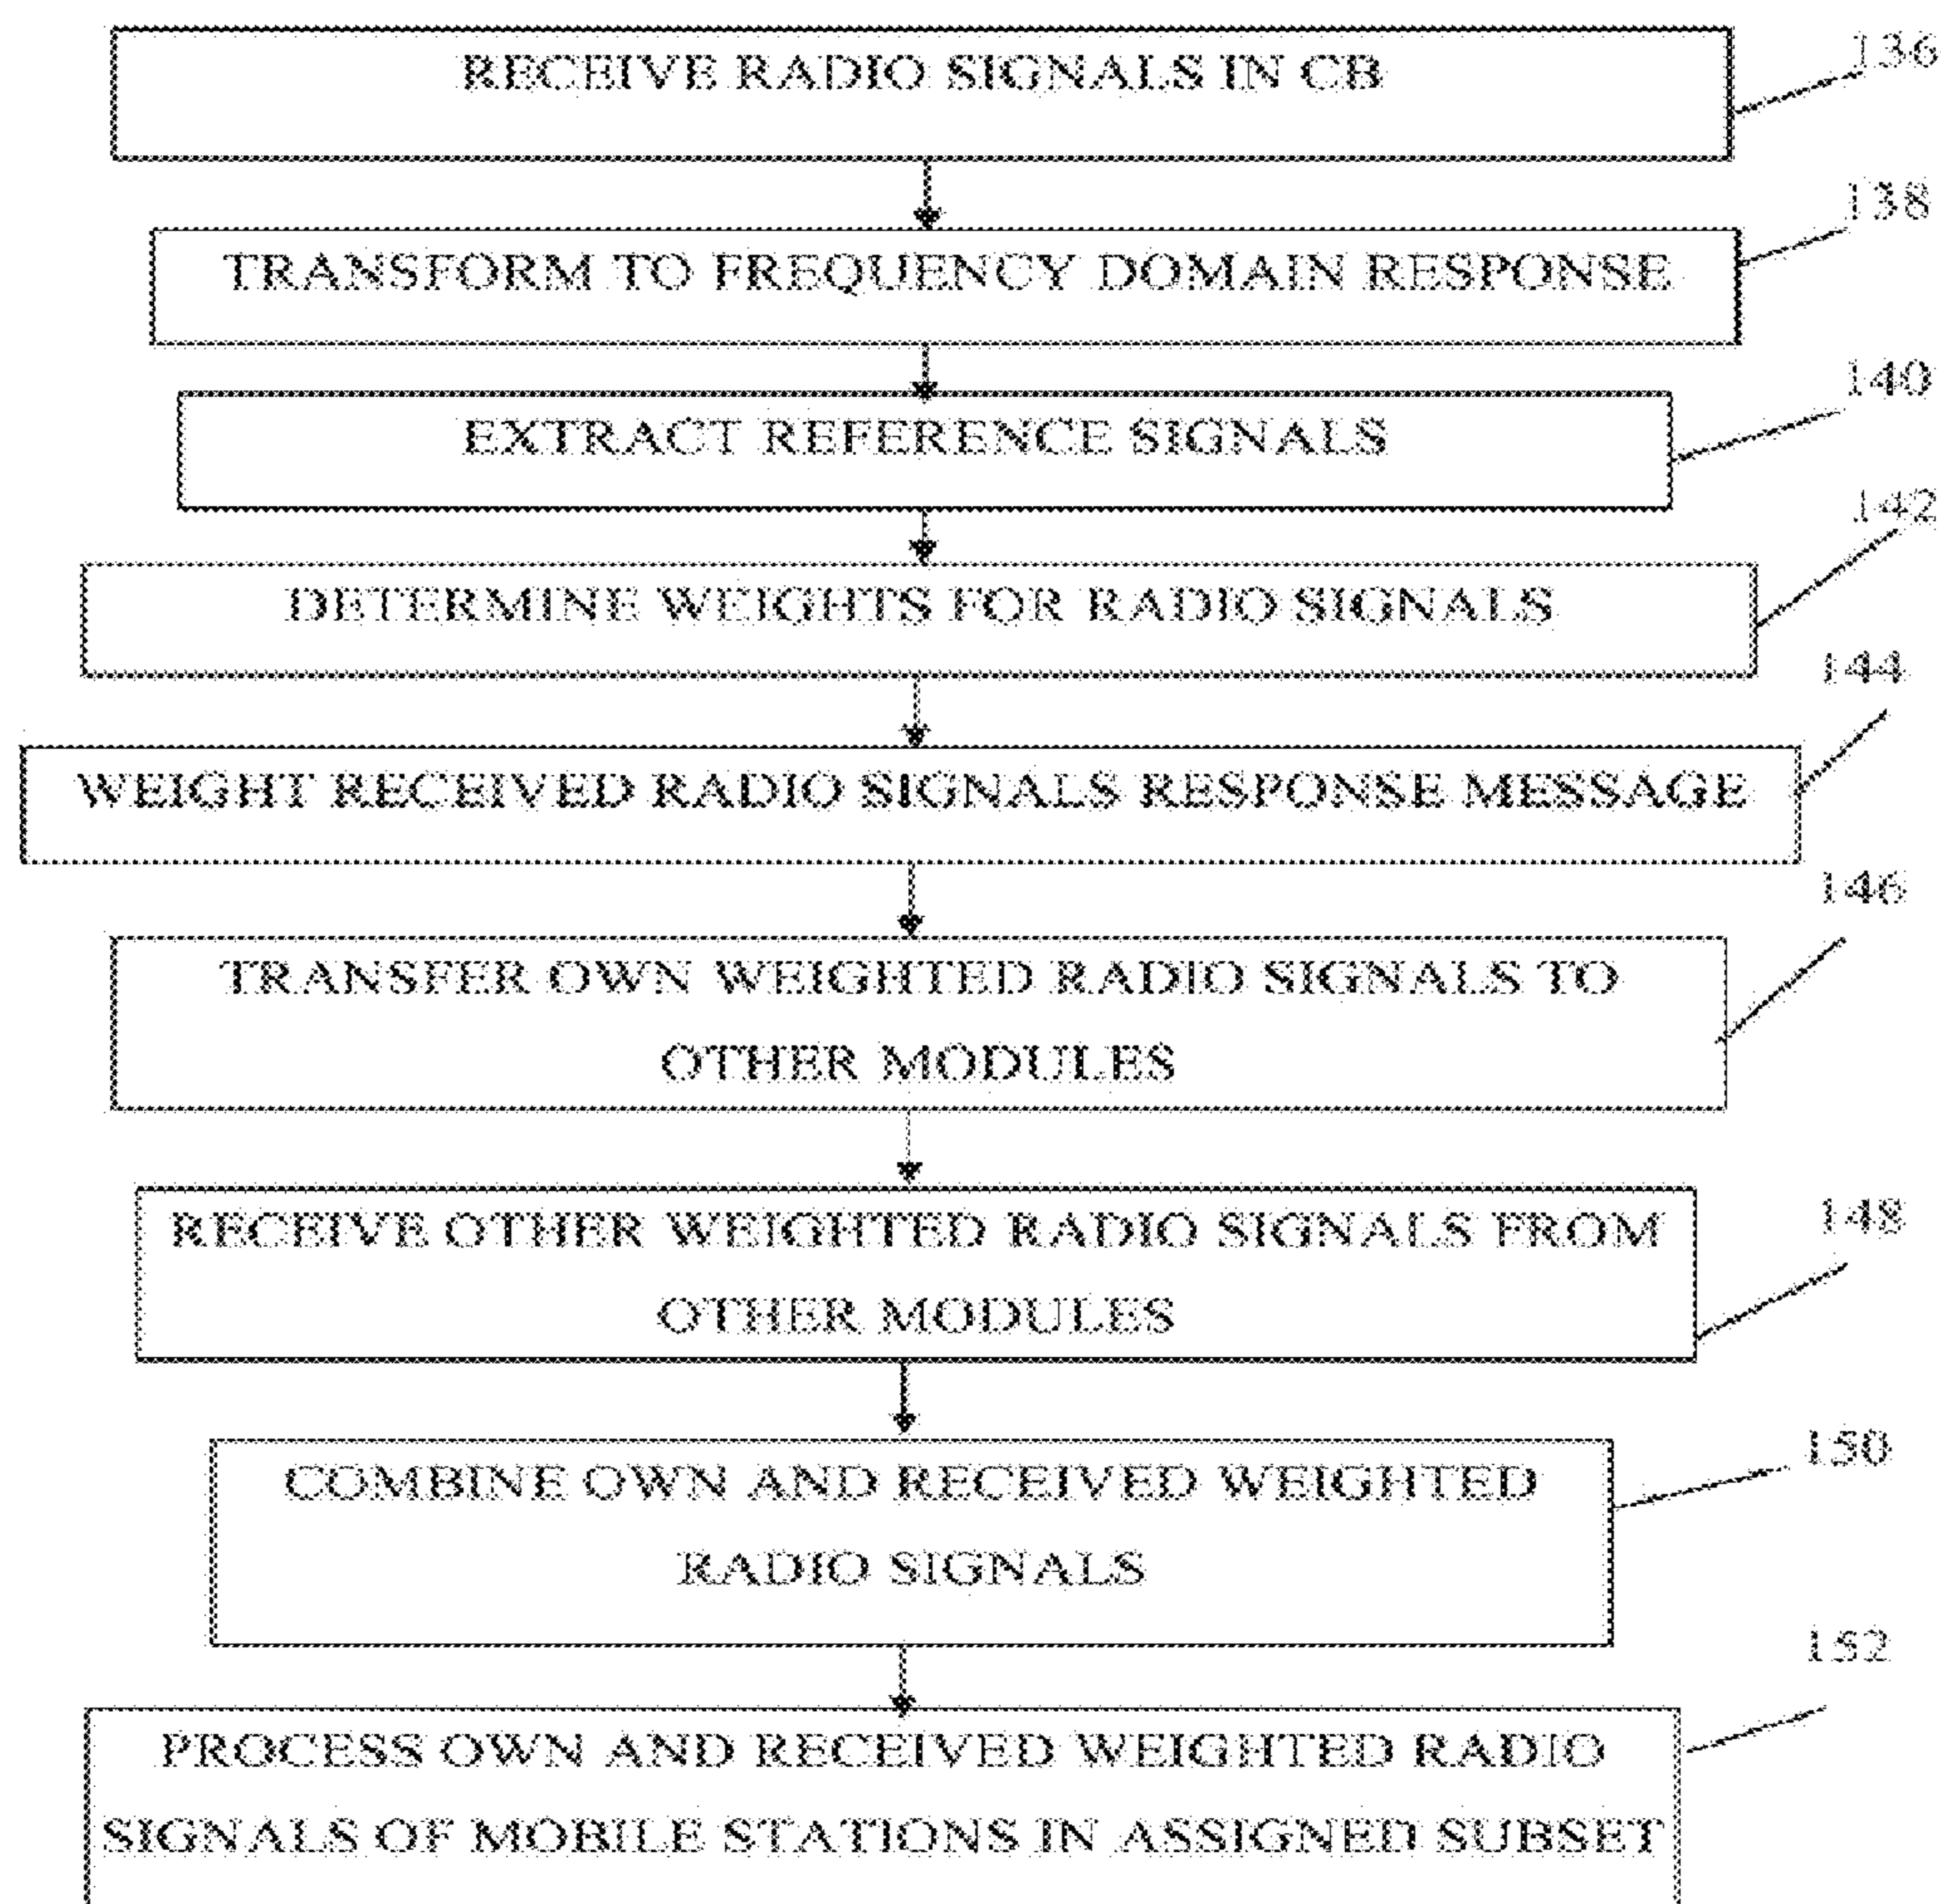 RECEIVE RADIO SIGNALS IN CB
136
TRANSFORM TO FREQUENCY DOMAIN RESPONSE
138
EXTRACT REFERENCE SIGNALS
140
DETERMINE WEIGHTS FOR RADIO SIGNALS
142
WEIGHT RECEIVED RADIO SIGNALS RESPONSE MESSAGE
144
TRANSFER OWN WEIGHTED RADIO SIGNALS TO
OTHER MODULES
146
RECEIVE OTHER WEIGHTED RADIO SIGNALS FROM
OTHER MODULES
148
COMBINE OWN AND RECEIVED WEIGHTED
RADIO SIGNALS
150
PROCESS OWN AND RECEIVED WEIGHTED RADIO
SIGNALS OF MOBILE STATIONS IN ASSIGNED SUBSET
152